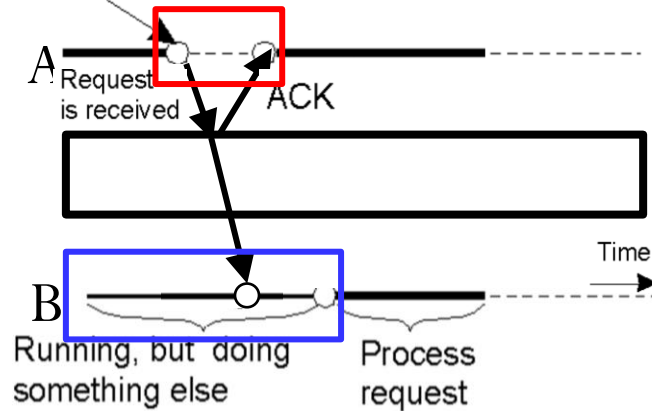 A
Request
is received
ACK
Time
B
Running, but doing
something else
Process
request